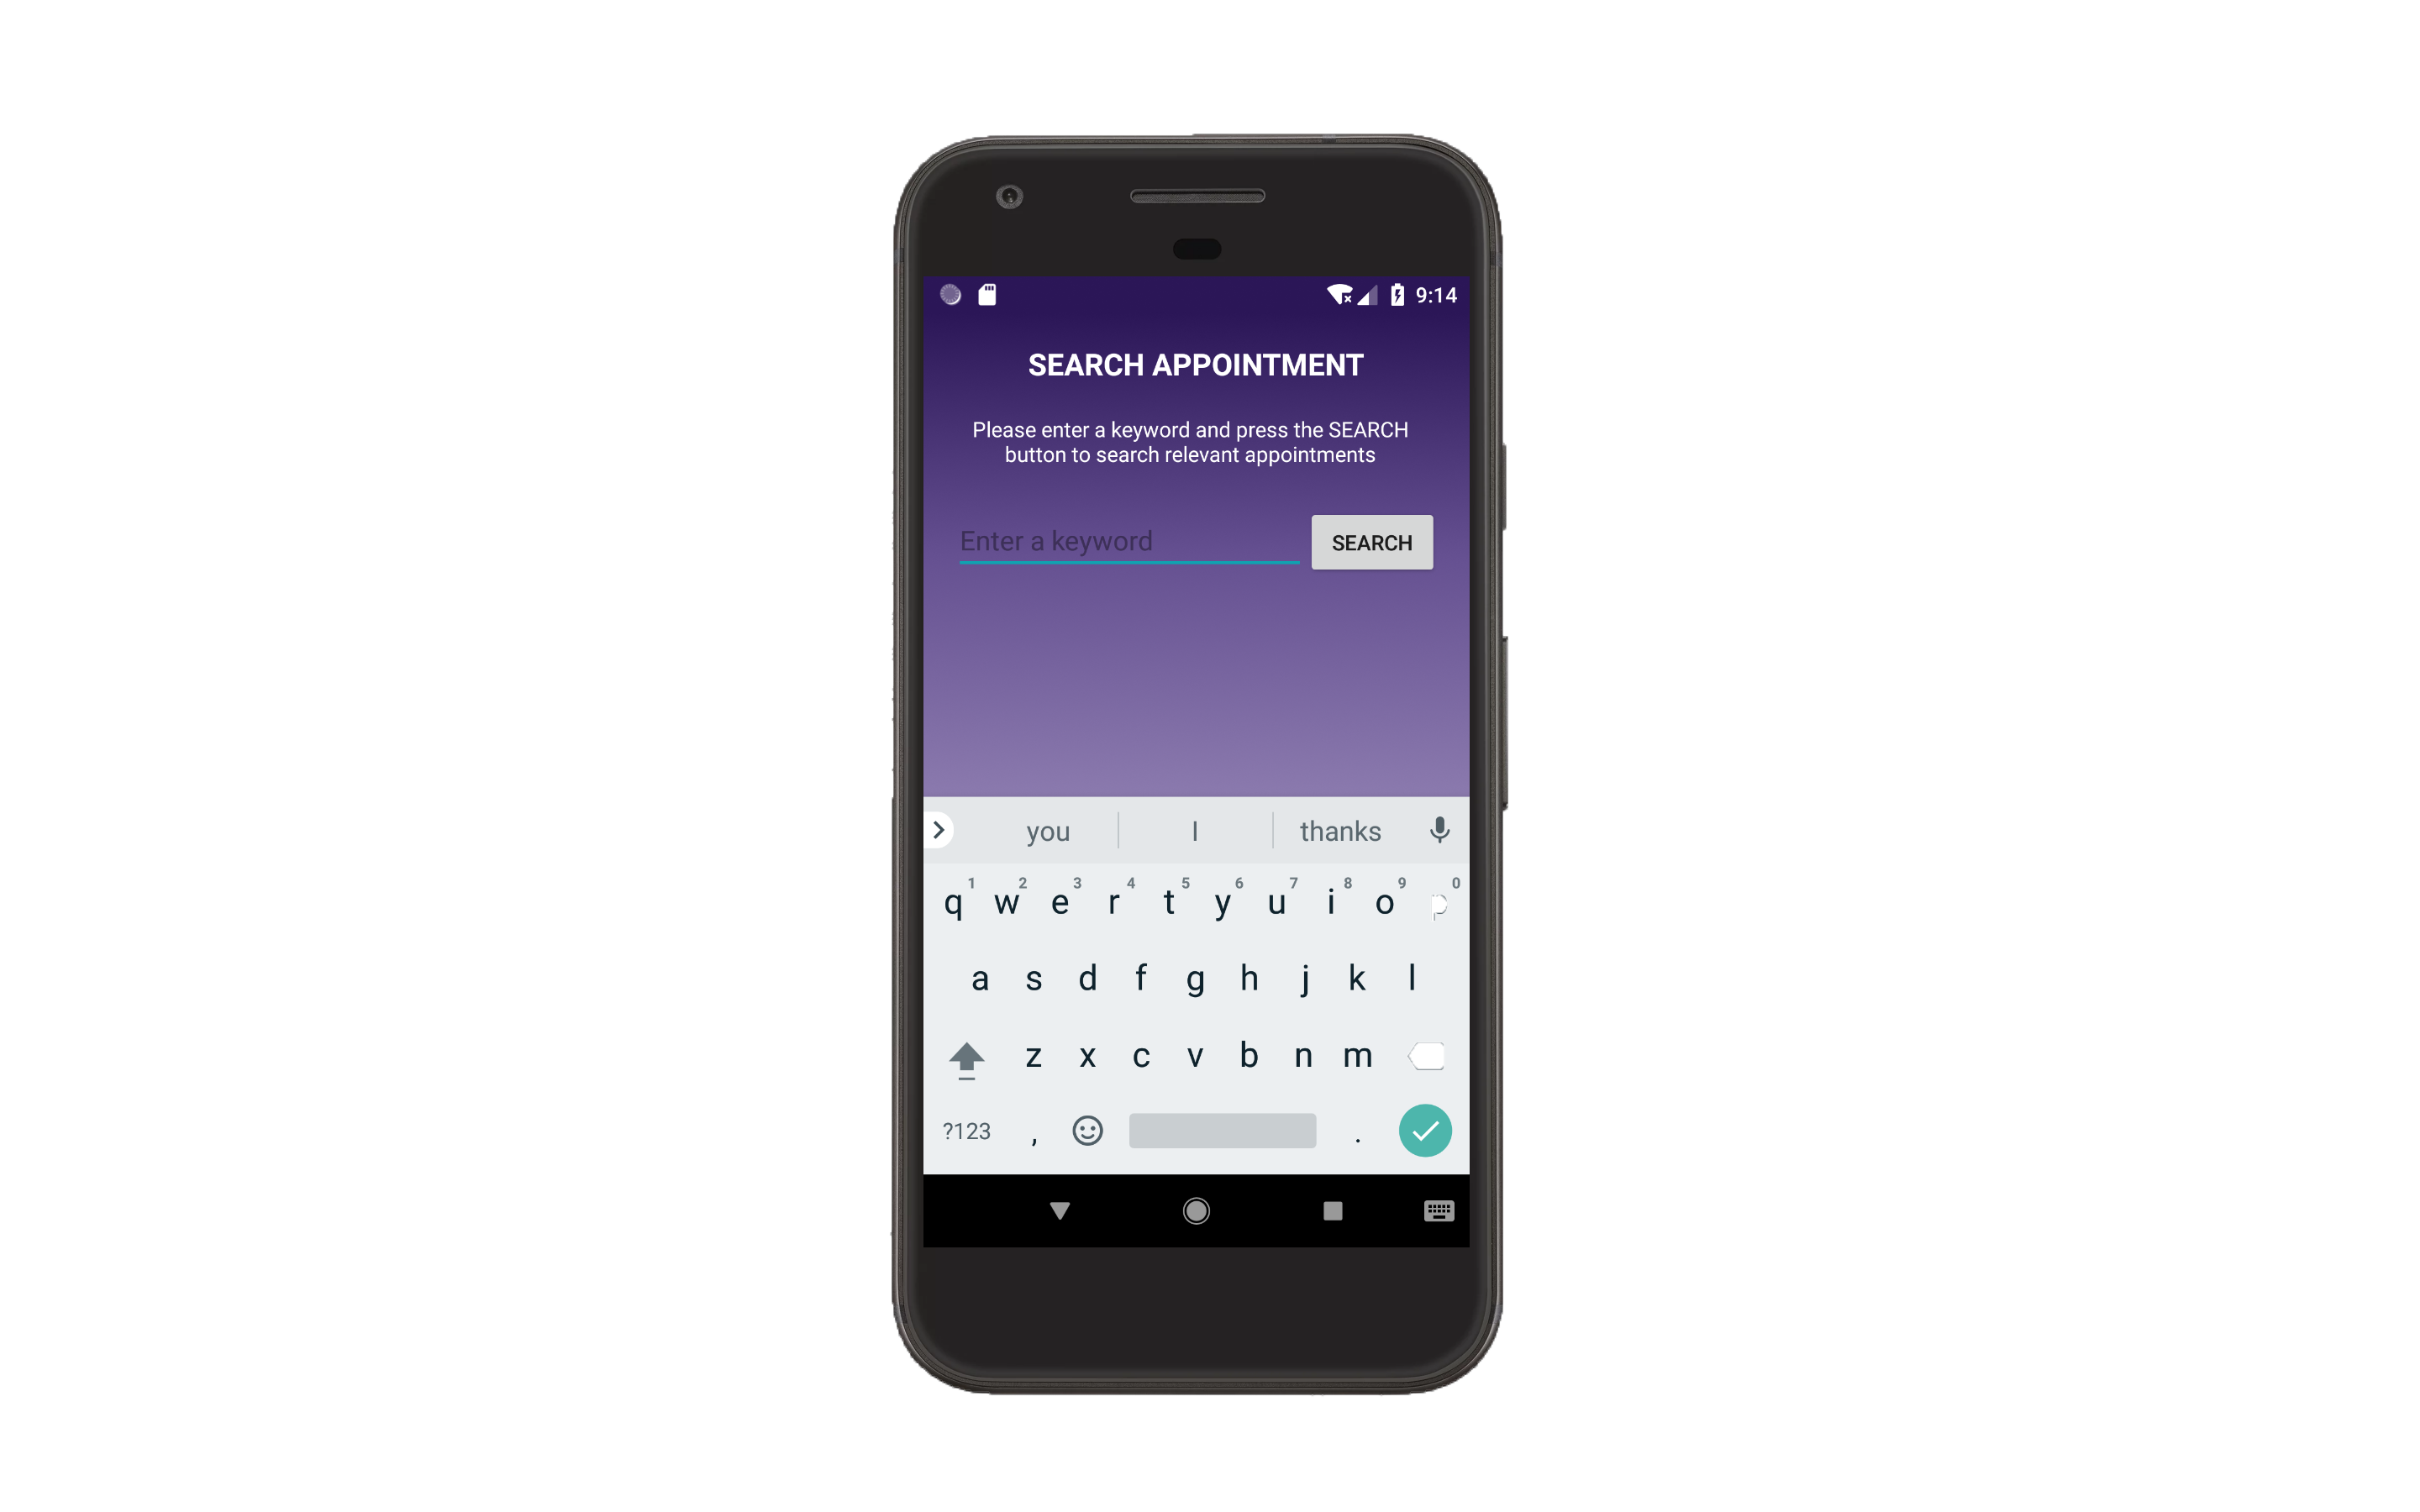 9:14
SEARCH APPOINTMENT
Please enter a keyword and press the SEARCH
button to search relevant appointments
Enter a keyword
SEARCH
you I thanks
1 2 3 4 5 6 7 8 9 0
q w e r t y u i o p
a s d f g h j k l
z x c v b n m
?123 , .